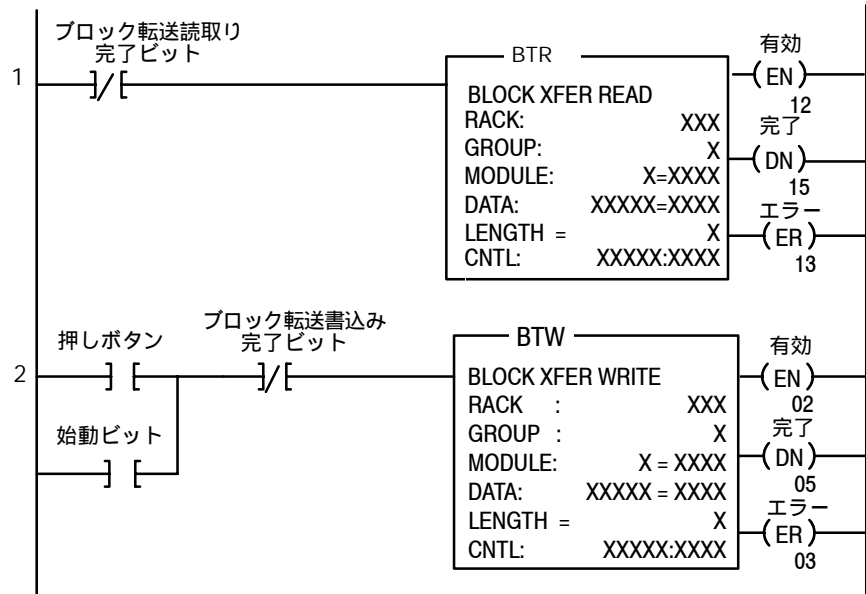 ブロック転送読取り
完了ビット
1
BTR
BLOCK XFER READ
RACK: XXX
GROUP: X
MODULE: X=XXXX
DATA: XXXXX=XXXX
LENGTH = X
CNTL: XXXXX:XXXX
有効
EN
12
完了
DN
15
エラー
ER
13
2
押しボタン
始動ビット
ブロック転送書込み
完了ビット
BTW
BLOCK XFER WRITE
RACK : XXX
GROUP : X
MODULE: X = XXXX
DATA: XXXXX = XXXX
LENGTH = X
CNTL: XXXXX:XXXX
有効
EN
02
完了
DN
05
エラー
ER
03